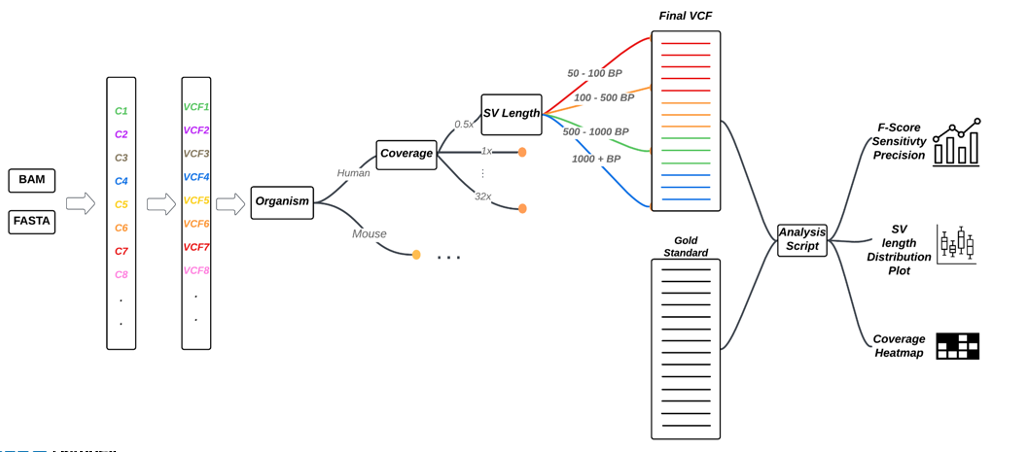 BAM
FASTA
C1
C2
C3
C4
C5
C6
C7
C8
.
.
VCF1
VCF2
VCF3
VCF4
VCF5
VCF6
VCF7
VCF8
.
.
Organism
Human
Mouse
...
Coverage
0.5x
1x
...
32x
SV Length
50 - 100 BP
100 - 500 BP
500 - 1000 BP
1000 + BP
Final VCF
Gold
Standard
Analysis
Script
F-Score
Sensitivty
Precision
SV
length
Distribution
Plot
Coverage
Heatmap